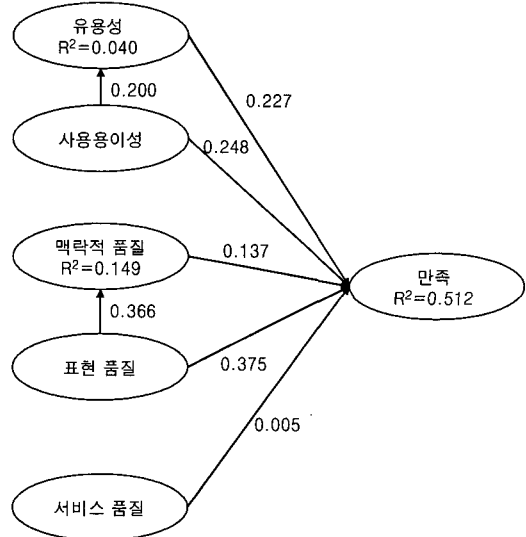 유용성
R²=0.040
0.200
0.227
사용용이성
0.248
맥락적 품질
R²=0.149
0.137
만족
R²=0.512
0.366
표현 품질
0.375
0.005
서비스 품질